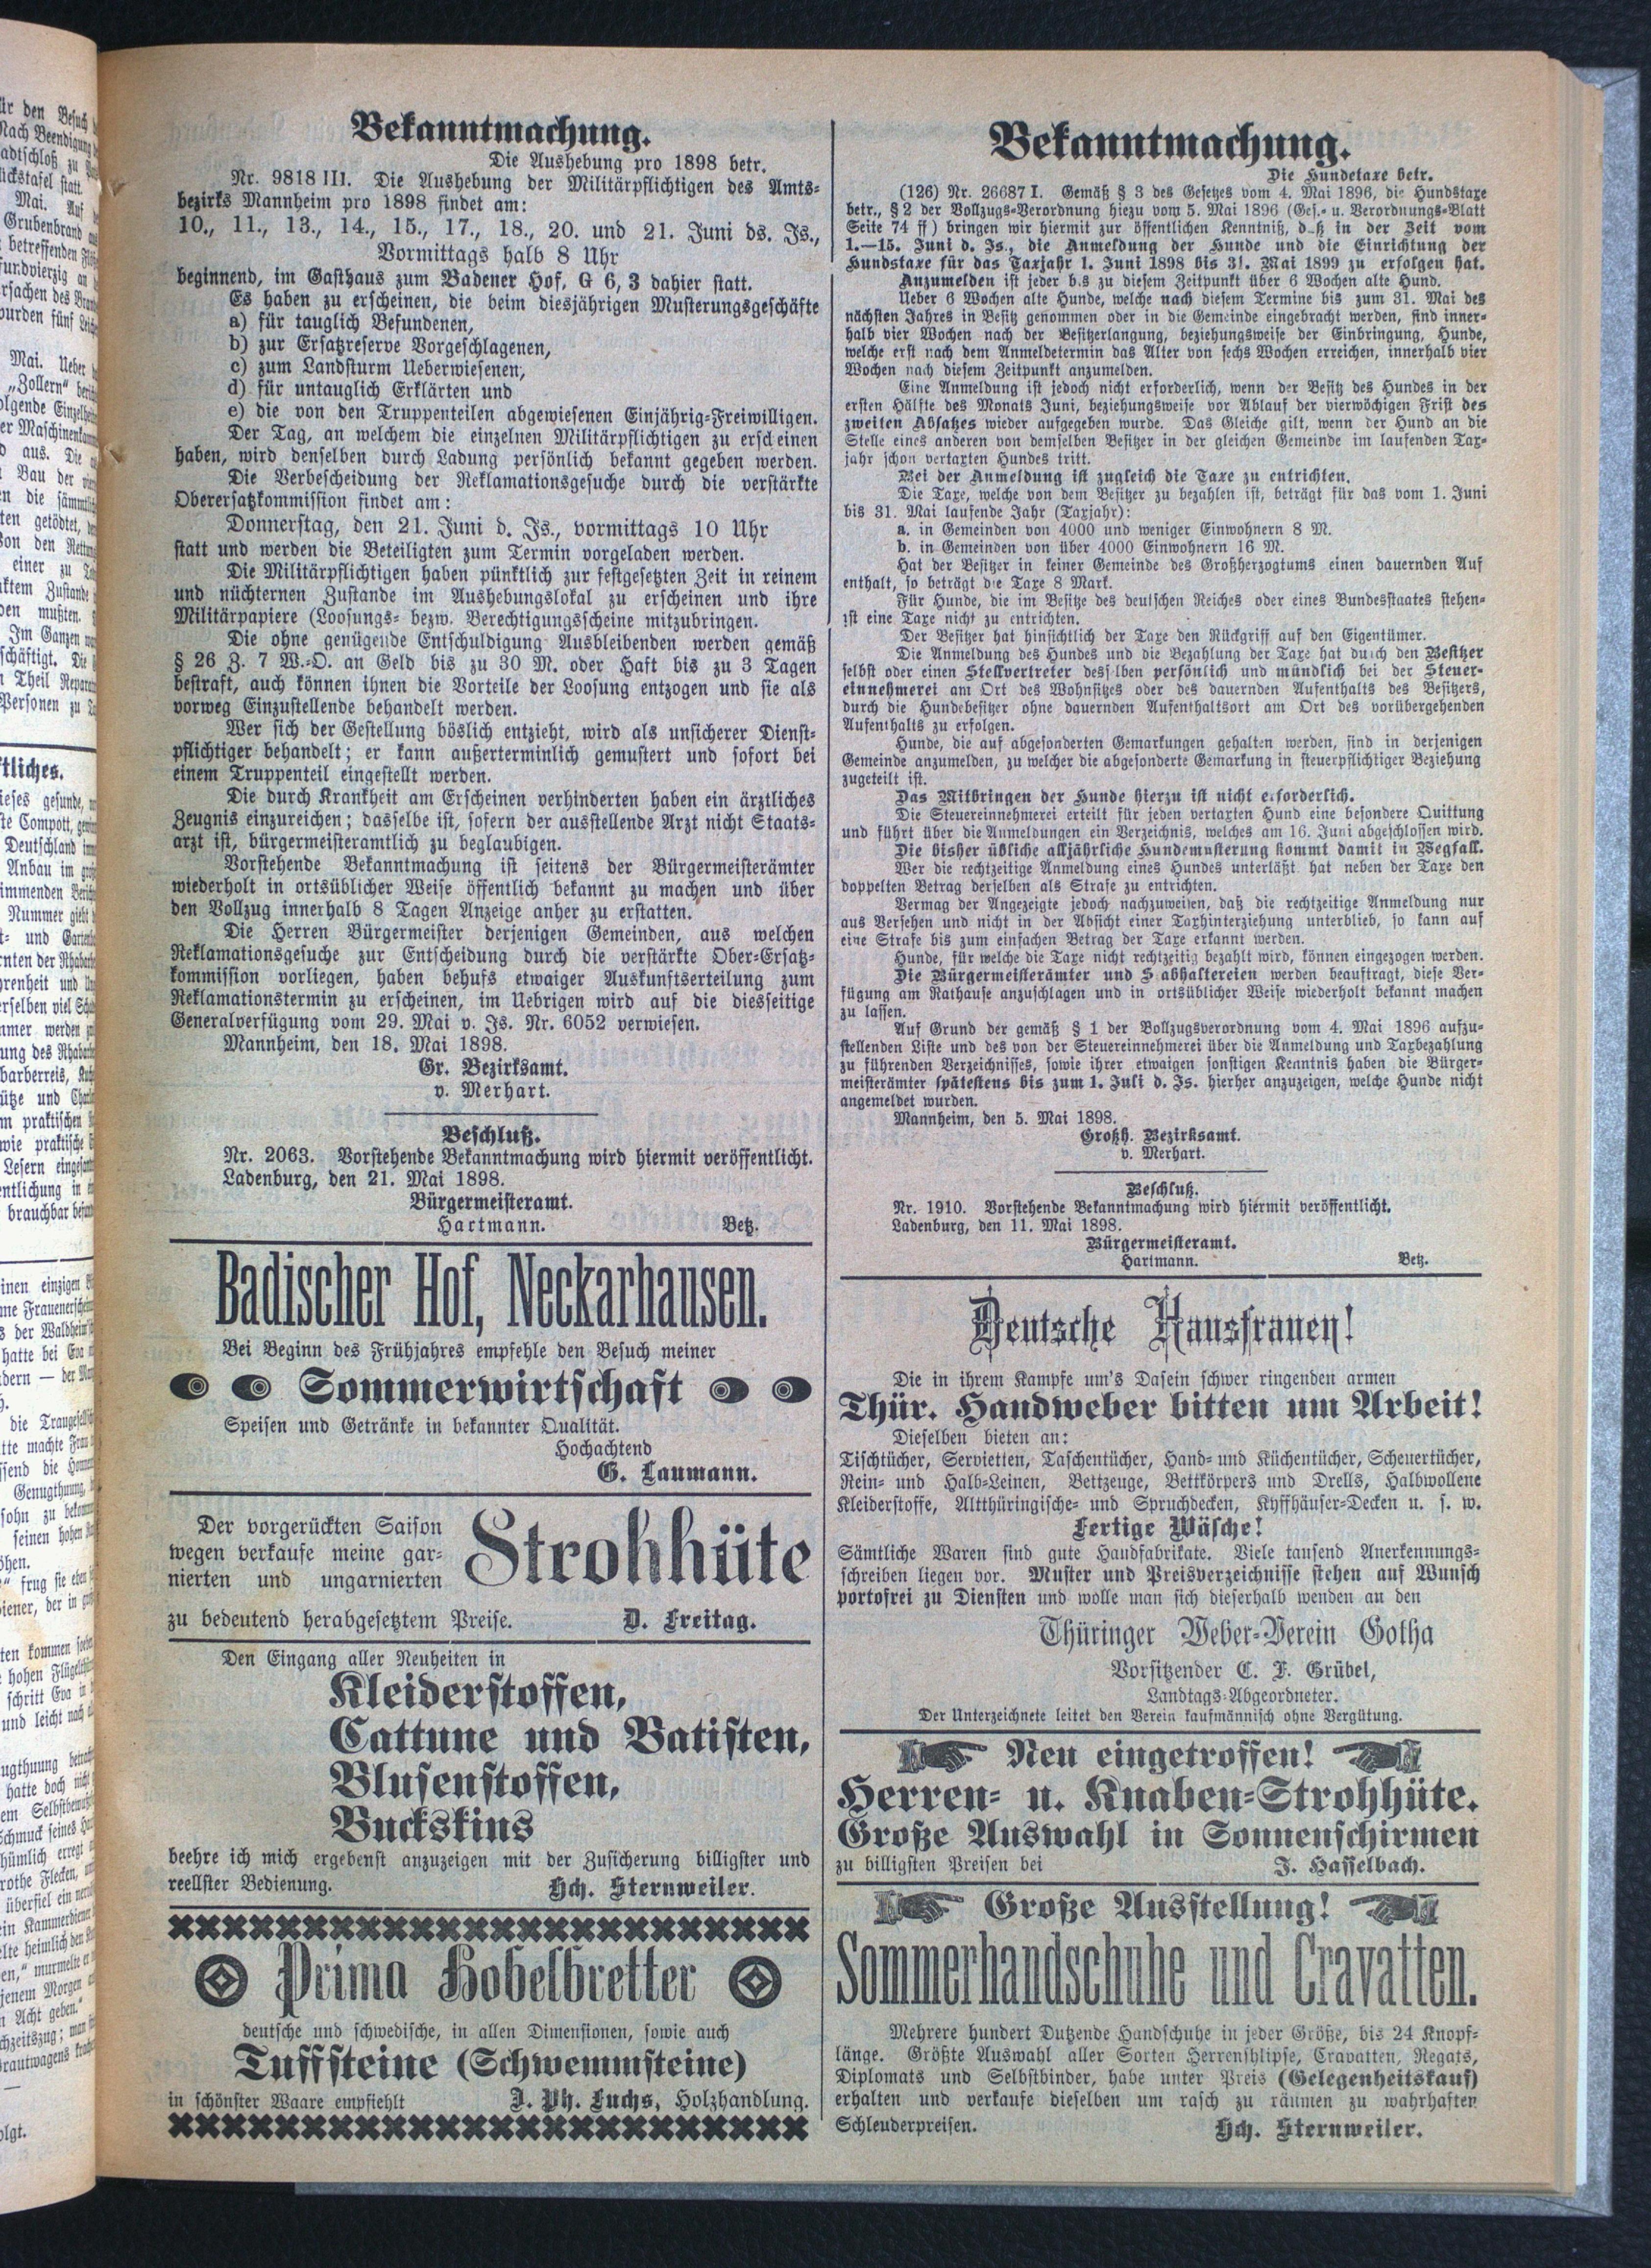 Bekanntmachung.
Die Aushebung pro 1898 betr.
Nr. 9818 III. Die Aushebung der Militärpflichtigen des Amts-
bezirks Mannheim pro 1898 findet am:
10., 11., 13., 14., 15., 17., 18., 20. und 21. Juni ds. Js.,
Vormittags halb 8 Uhr
beginnend, im Gasthaus zum Badener Hof, G 6, 3 dahier statt.
Es haben zu erscheinen, die beim diesjährigen Musterungsgeschäfte
a) für tauglich Befundenen,
b) zur Ersatzreserve Vorgeschlagenen,
c) zum Landsturm Ueberwiesenen,
d) für untauglich Erklärten und
e) die von den Truppenteilen abgewiesenen Einjährig-Freiwilligen.
Der Tag, an welchem die einzelnen Militärpflichtigen zu erscheinen
haben, wird denselben durch Ladung persönlich bekannt gegeben werden.
Die Verbescheidung der Reklamationsgesuche durch die verstärkte
Oberersatzkommission findet am:
Donnerstag, den 21. Juni d. Js., vormittags 10 Uhr
statt und werden die Beteiligten zum Termin vorgeladen werden.
Die Militärpflichtigen haben pünktlich zur festgesetzten Zeit in reinem
und nüchternen Zustande im Aushebungslokal zu erscheinen und ihre
Militärpapiere (Loosungs- bezw. Berechtigungsscheine mitzubringen.
Die ohne genügende Entschuldigung Ausbleibenden werden gemäß
§ 26 Z. 7 W.-O. an Geld bis zu 30 M. oder Haft bis zu 3 Tagen
bestraft, auch können ihnen die Vorteile der Loosung entzogen und sie als
vorweg Einzustellende behandelt werden.
Wer sich der Gestellung böslich entzieht, wird als unsicherer Dienst-
pflichtiger behandelt; er kann außerterminlich gemustert und sofort bei
einem Truppenteil eingestellt werden.
Die durch Krankheit am Erscheinen verhinderten haben ein ärztliches
Zeugnis einzureichen; dasselbe ist, sofern der ausstellende Arzt nicht Staats-
arzt ist, bürgermeisteramtlich zu beglaubigen.
Vorstehende Bekanntmachung ist seitens der Bürgermeisterämter
wiederholt in ortsüblicher Weise öffentlich bekannt zu machen und über
den Vollzug innerhalb 8 Tagen Anzeige anher zu erstatten.
Die Herren Bürgermeister derjenigen Gemeinden, aus welchen
Reklamationsgesuche zur Entscheidung durch die verstärkte Ober-Ersatz-
kommission vorliegen, haben behufs etwaiger Auskunftserteilung zum
Reklamationstermin zu erscheinen, im Uebrigen wird auf die diesseitige
Generalverfügung vom 29. Mai v. Js. Nr. 6052 verwiesen.
Mannheim, den 18. Mai 1898.
Gr. Bezirksamt.
v. Merhart.
Beschluß.
Nr. 2063. Vorstehende Bekanntmachung wird hiermit veröffentlicht.
Ladenburg, den 21. Mai 1898.
Bürgermeisteramt.
Hartmann. Betz.
Badischer Hof, Neckarhausen.
Bei Beginn des Frühjahres empfehle den Besuch meiner
Sommerwirtschaft
Speisen und Getränke in bekannter Qualität.
Hochachtend
G. Laumann.
Der vorgerückten Saison
wegen verkaufe meine gar-
nierten und ungarnierten
Strohhüte
zu bedeutend herabgesetztem Preise. D. Freitag.
Den Eingang aller Neuheiten in
Kleiderstoffen,
Cattune und Batisten,
Blusenstoffen,
Buckskins
beehre ich mich ergebenst anzuzeigen mit der Zusicherung billigster und
reellster Bedienung. Hch. Sternweiler.
Prima Hobelbretter
deutsche und schwedische, in allen Dimensionen, sowie auch
Tuffsteine (Schwemmsteine)
in schönster Waare empfiehlt J. Ph. Fuchs, Holzhandlung.
Bekanntmachung.
Die Hundetaxe betr.
(126) Nr. 26687 I. Gemäß § 3 des Gesetzes vom 4. Mai 1896, die Hundstaxe
betr., § 2 der Vollzugs-Verordnung hiezu vom 5. Mai 1896 (Ges.- u. Verordnungs-Blatt
Seite 74 ff) bringen wir hiermit zur öffentlichen Kenntniß, d_ß in der Zeit vom
1.—15. Juni d. Js., die Anmeldung der Hunde und die Einrichtung der
Hundstaxe für das Taxjahr 1. Juni 1898 bis 31. Mai 1899 zu erfolgen hat.
Anzumelden ist jeder bis zu diesem Zeitpunkt über 6 Wochen alte Hund.
Ueber 6 Wochen alte Hunde, welche nach diesem Termine bis zum 31. Mai des
nächsten Jahres in Besitz genommen oder in die Gemeinde eingebracht werden, sind inner-
halb vier Wochen nach der Besitzerlangung, beziehungsweise der Einbringung, Hunde,
welche erst nach dem Anmeldetermin das Alter von sechs Wochen erreichen, innerhalb vier
Wochen nach diesem Zeitpunkt anzumelden.
Eine Anmeldung ist jedoch nicht erforderlich, wenn der Besitz des Hundes in der
ersten Hälfte des Monats Juni, beziehungsweise vor Ablauf der vierwöchigen Frist des
zweiten Absatzes wieder aufgegeben wurde. Das Gleiche gilt, wenn der Hund an die
Stelle eines anderen von demselben Besitzer in der gleichen Gemeinde im laufenden Tax-
jahr schon vertaxten Hundes tritt.
Bei der Anmeldung ist zugleich die Taxe zu entrichten.
Die Taxe, welche von dem Besitzer zu bezahlen ist, beträgt für das vom 1. Juni
bis 31. Mai laufende Jahr (Taxjahr):
a. in Gemeinden von 4000 und weniger Einwohnern 8 M.
b. in Gemeinden von über 4000 Einwohnern 16 M.
Hat der Besitzer in keiner Gemeinde des Großherzogtums einen dauernden Auf
enthalt, so beträgt die Taxe 8 Mark.
Für Hunde, die im Besitze des deutschen Reiches oder eines Bundesstaates stehen-
ist eine Taxe nicht zu entrichten.
Der Besitzer hat hinsichtlich der Taxe den Rückgriff auf den Eigentümer.
Die Anmeldung des Hundes und die Bezahlung der Taxe hat durch den Besitzer
selbst oder einen Stellvertreter desselben persönlich und mündlich bei der Steuer-
einnehmerei am Ort des Wohnsitzes oder des dauernden Aufenthalts des Besitzers,
durch die Hundebesitzer ohne dauernden Aufenthaltsort am Ort des vorübergehenden
Aufenthalts zu erfolgen.
Hunde, die auf abgesonderten Gemarkungen gehalten werden, sind in derjenigen
Gemeinde anzumelden, zu welcher die abgesonderte Gemarkung in steuerpflichtiger Beziehung
zugeteilt ist.
Das Mitbringen der Hunde hierzu ist nicht erforderlich.
Die Steuereinnehmerei erteilt für jeden vertaxten Hund eine besondere Quittung
und führt über die Anmeldungen ein Verzeichnis, welches am 16. Juni abgeschlossen wird.
Die bisher übliche alljährliche Hundemusterung kommt damit in Wegfall.
Wer die rechtzeitige Anmeldung eines Hundes unterläßt hat neben der Taxe den
doppelten Betrag derselben als Strafe zu entrichten.
Vermag der Angezeigte jedoch nachzuweisen, daß die rechtzeitige Anmeldung nur
aus Versehen und nicht in der Absicht einer Taxhinterziehung unterblieb, so kann auf
eine Strafe bis zum einfachen Betrag der Taxe erkannt werden.
Hunde, für welche die Taxe nicht rechtzeitig bezahlt wird, können eingezogen werden.
Die Bürgermeisterämter und S abhaltereien werden beauftragt, diese Ver-
fügung am Rathause anzuschlagen und in ortsüblicher Weise wiederholt bekannt machen
zu lassen.
Auf Grund der gemäß § 1 der Vollzugsverordnung vom 4. Mai 1896 aufzu-
stellenden Liste und des von der Steuereinnehmerei über die Anmeldung und Taxbezahlung
zu führenden Verzeichnisses, sowie ihrer etwaigen sonstigen Kenntnis haben die Bürger-
meisterämter spätestens bis zum 1. Juli d. Js. hierher anzuzeigen, welche Hunde nicht
angemeldet wurden.
Mannheim, den 5. Mai 1898.
Großh. Bezirksamt.
v. Merhart.
Beschluß.
Nr. 1910. Vorstehende Bekanntmachung wird hiermit veröffentlicht.
Ladenburg, den 11. Mai 1898.
Bürgermeisteramt.
Hartmann. Betz.
Deutsche Hausfrauen!
Die in ihrem Kampfe um's Dasein schwer ringenden armen
Thür. Handweber bitten um Arbeit!
Dieselben bieten an:
Tischtücher, Servietten, Taschentücher, Hand- und Küchentücher, Scheuertücher,
Rein- und Halb-Leinen, Bettzeuge, Bettkörpers und Drells, Halbwollene
Kleiderstoffe, Altthüringische- und Spruchdecken, Kyffhäuser-Decken u. s. w.
Fertige Wäsche!
Sämtliche Waren sind gute Handfabrikate. Viele tausend Anerkennungs-
schreiben liegen vor. Muster und Preisverzeichnisse stehen auf Wunsch
portofrei zu Diensten und wolle man sich dieserhalb wenden an den
Thüringer Weber-Verein Gotha
Vorsitzender C. F. Grübel,
Landtags-Abgeordneter.
Der Unterzeichnete leitet den Verein kaufmännisch ohne Vergütung.
Neu eingetroffen!
Herren- u. Knaben-Strohhüte.
Große Auswahl in Sonnenschirmen
zu billigsten Preisen bei J. Hasselbach.
Große Ausstellung!
Sommerhandschuhe und Cravatten.
Mehrere hundert Dutzende Handschuhe in jeder Größe, bis 24 Knopf-
länge. Größte Auswahl aller Sorten Herrenshlipse, Cravatten, Regats,
Diplomats und Selbstbinder, habe unter Preis (Gelegenheitskauf)
erhalten und verkaufe dieselben um rasch zu räumen zu wahrhaften
Schleuderpreisen. Hch. Sternweiler.